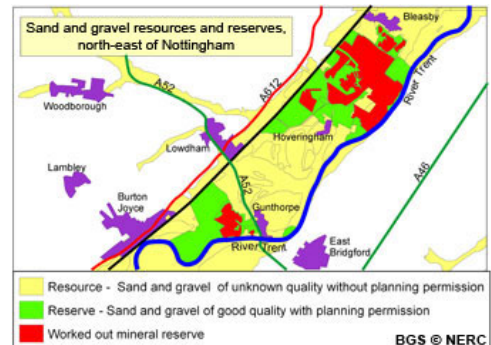 Sand and gravel resources and reserves,
north-east of Nottingham
Bleasby
A52
A612
River Trent
Woodborough
Hoveringham
Lowdham
A46
Lambley
A52
Burton
Joyce
Gunthorpe
River Trent
East
Bridgford
Resource - Sand and gravel of unknown quality without planning permission
Reserve - Sand and gravel of good quality with planning permission
Worked out mineral reserve
BGS © NERC